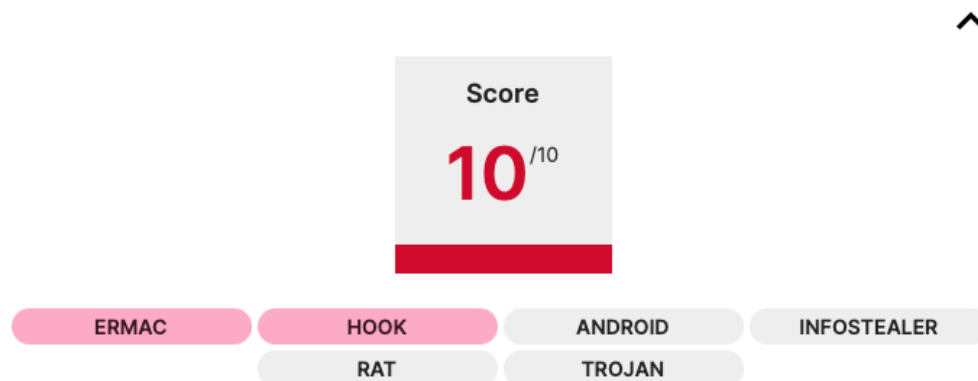 Score
10/10
ERMAC HOOK ANDROID INFOSTEALER
RAT TROJAN